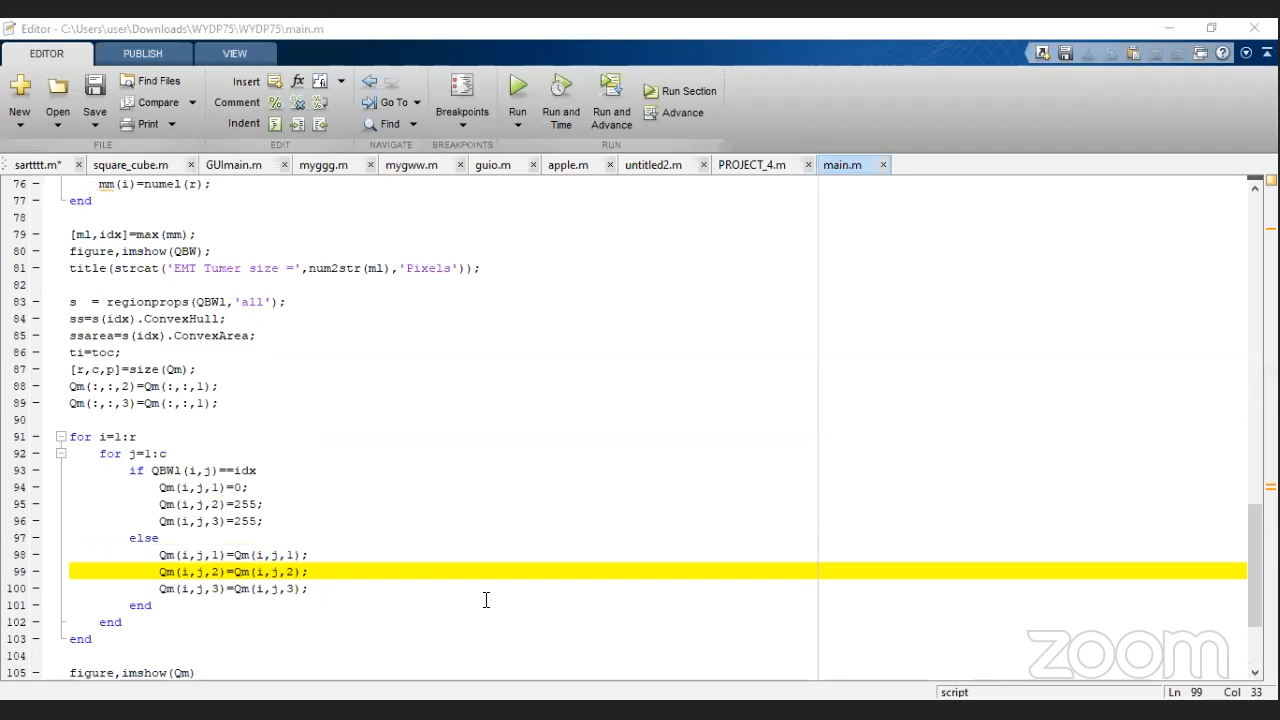 Editor - C:\Users\user\Downloads\WYDP75\WYDP75\main.m
EDITOR PUBLISH VIEW
New Open Save Find Files Compare Print Insert Comment Indent Go To Find Breakpoints Run Run and Time Run and Advance Run Section Advance
FILE EDIT NAVIGATE BREAKPOINTS RUN
sartttt.m* square_cube.m GUImain.m myggg.m mygww.m guio.m apple.m untitled2.m PROJECT_4.m main.m
76 mm(i)=numel(r);
77 end
78
79 [ml,idx]=max(mm);
80 figure,imshow(QBW);
81 title(strcat('EMT Tumer size =',num2str(ml),'Pixels'));
82
83 s = regionprops(QBWl,'all');
84 ss=s(idx).ConvexHull;
85 ssarea=s(idx).ConvexArea;
86 ti=toc;
87 [r,c,p]=size(Qm);
88 Qm(:,:,2)=Qm(:,:,1);
89 Qm(:,:,3)=Qm(:,:,1);
90
91 for i=1:r
92 for j=1:c
93 if QBWl(i,j)==idx
94 Qm(i,j,1)=0;
95 Qm(i,j,2)=255;
96 Qm(i,j,3)=255;
97 else
98 Qm(i,j,1)=Qm(i,j,1);
99 Qm(i,j,2)=Qm(i,j,2);
100 Qm(i,j,3)=Qm(i,j,3);
101 end
102 end
103 end
104
105 figure,imshow(Qm)
zoom
script Ln 99 Col 33